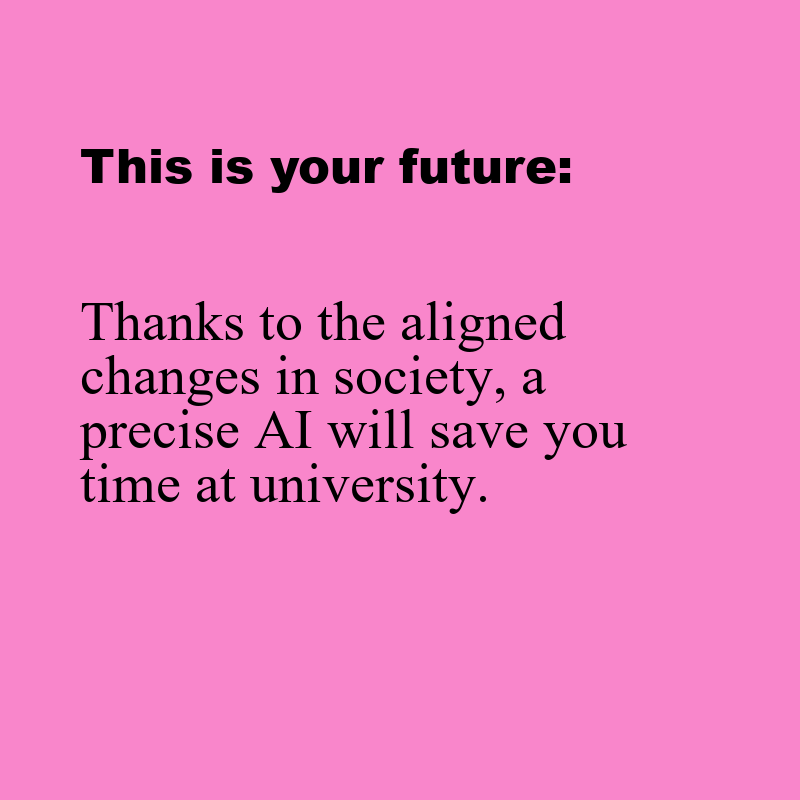 This is your future:
Thanks to the aligned
changes in society, a
precise AI will save you
time at university.